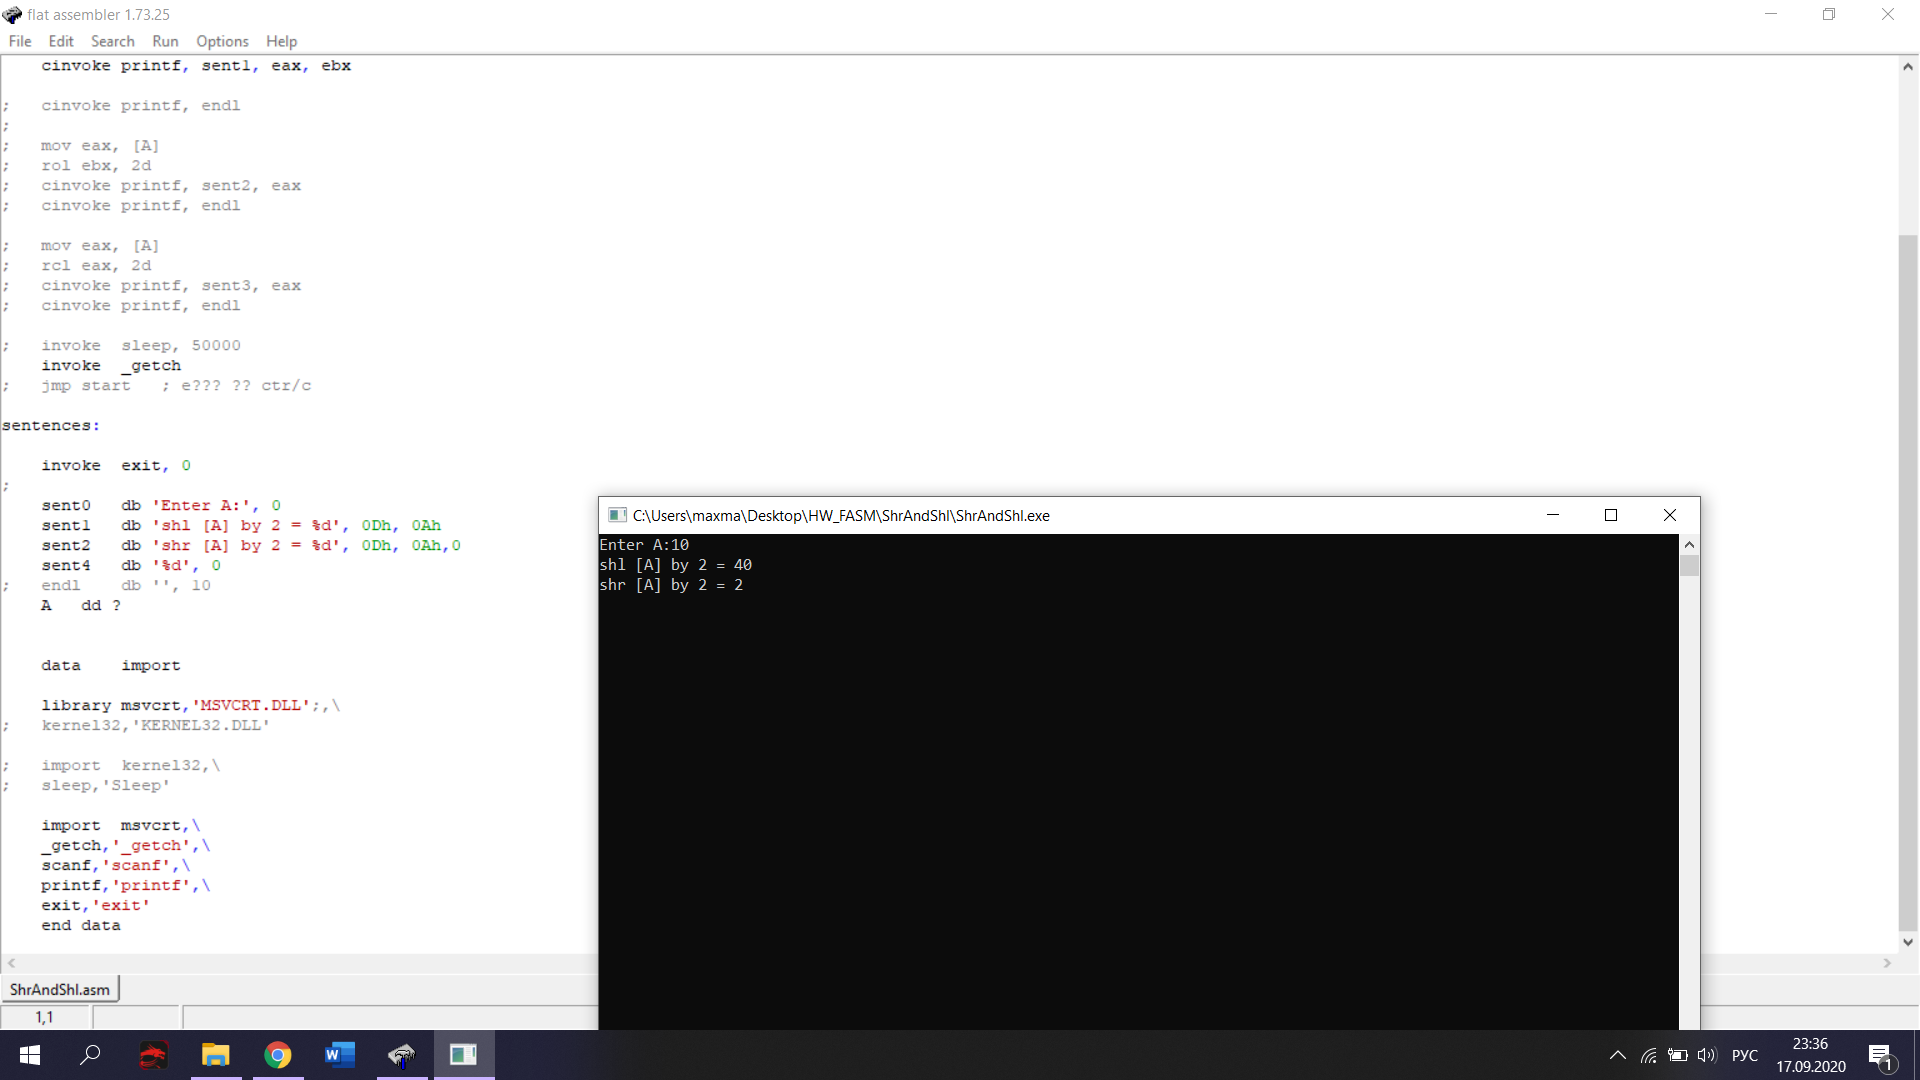 flat assembler 1.73.25
File Edit Search Run Options Help
cinvoke printf, sent1, eax, ebx
; cinvoke printf, endl
;
; mov eax, [A]
; rol ebx, 2d
; cinvoke printf, sent2, eax
; cinvoke printf, endl
; mov eax, [A]
; rcl eax, 2d
; cinvoke printf, sent3, eax
; cinvoke printf, endl
; invoke sleep, 50000
invoke _getch
; jmp start ; e??? ?? ctr/c
sentences:
invoke exit, 0
;
sent0 db 'Enter A:', 0
sent1 db 'shl [A] by 2 = %d', 0Dh, 0Ah
sent2 db 'shr [A] by 2 = %d', 0Dh, 0Ah,0
sent4 db '%d', 0
; endl db '', 10
A dd ?
data import
library msvcrt,'MSVCRT.DLL';,\
; kernel32,'KERNEL32.DLL'
; import kernel32,\
; sleep,'Sleep'
import msvcrt,\
_getch,'_getch',\
scanf,'scanf',\
printf,'printf',\
exit,'exit'
end data
ShrAndShl.asm
1,1
C:\Users\maxma\Desktop\HW_FASM\ShrAndShl\ShrAndShl.exe
Enter A:10
shl [A] by 2 = 40
shr [A] by 2 = 2
W
РУС
23:36
17.09.2020
1